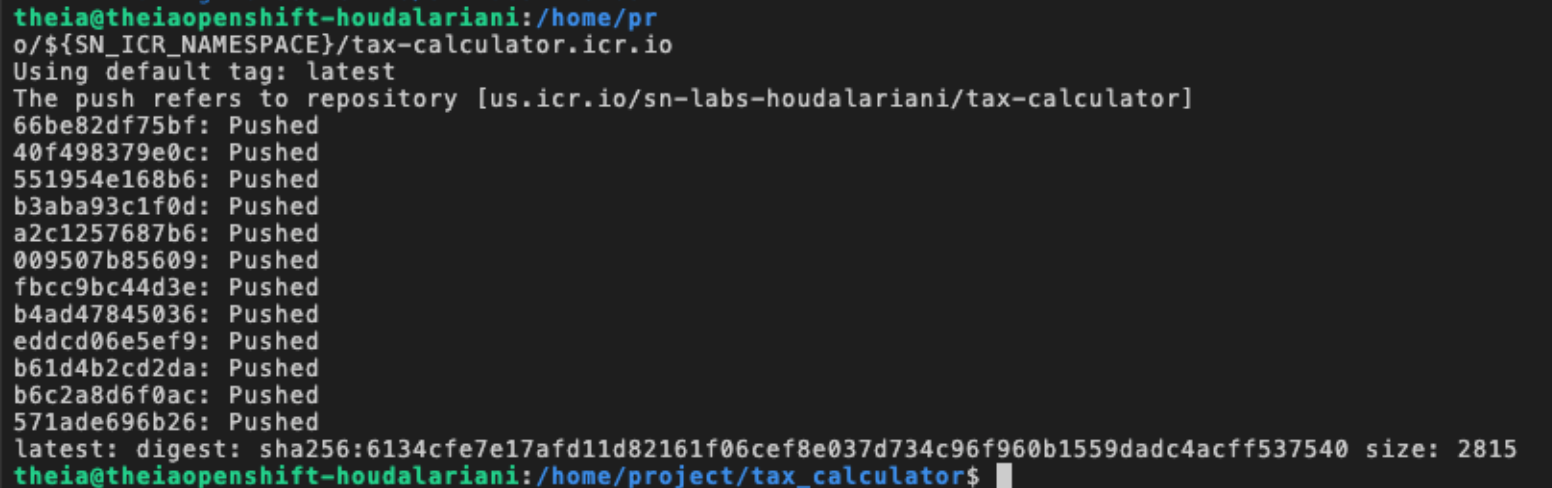 theia@theiaopenshift-houdalariani:/home/pr
o/${SN_ICR_NAMESPACE}/tax-calculator.icr.io
Using default tag: latest
The push refers to repository [us.icr.io/sn-labs-houdalariani/tax-calculator]
66be82df75bf: Pushed
40f498379e0c: Pushed
551954e168b6: Pushed
b3aba93c1f0d: Pushed
a2c1257687b6: Pushed
009507b85609: Pushed
fbcc9bc44d3e: Pushed
b4ad47845036: Pushed
eddcd06e5ef9: Pushed
b61d4b2cd2da: Pushed
b6c2a8d6f0ac: Pushed
571ade696b26: Pushed
latest: digest: sha256:6134cfe7e17afd11d82161f06cef8e037d734c96f960b1559dadc4acff537540 size: 2815
theia@theiaopenshift-houdalariani:/home/project/tax_calculator$